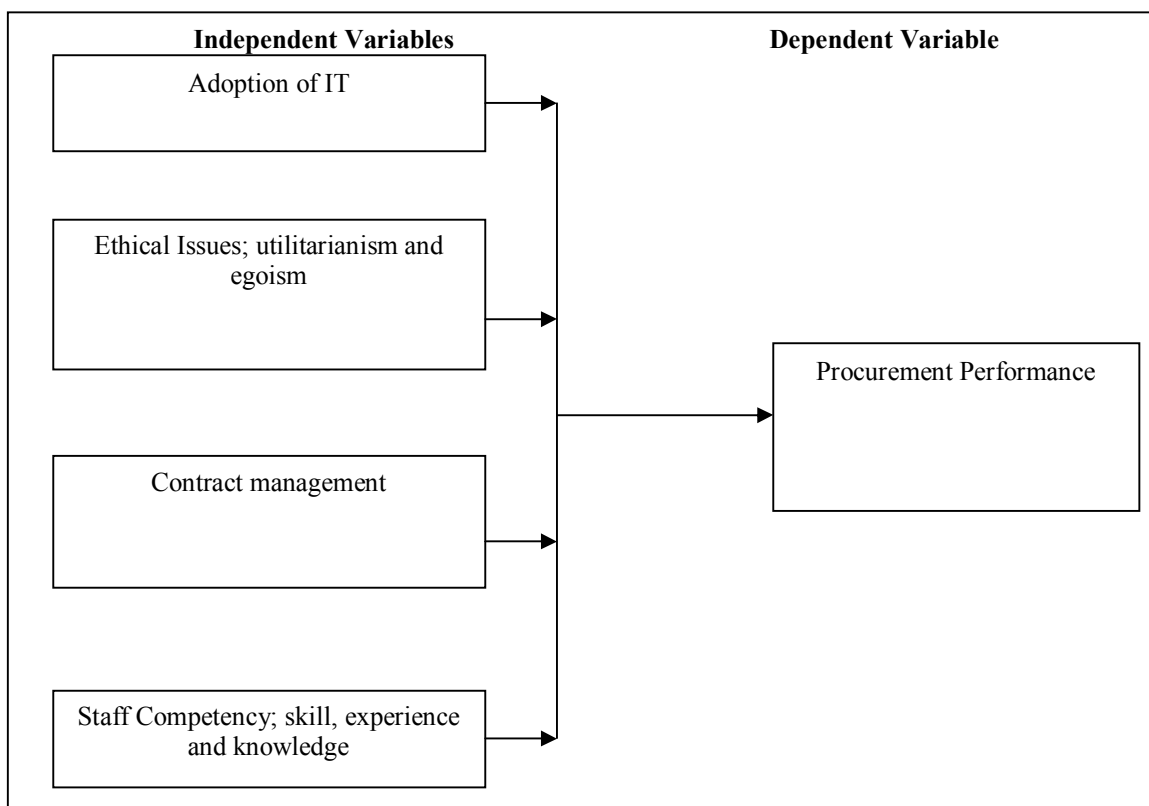 Independent Variables
Dependent Variable
Adoption of IT
Ethical Issues; utilitarianism and
egoism
Procurement Performance
Contract management
Staff Competency; skill, experience
and knowledge